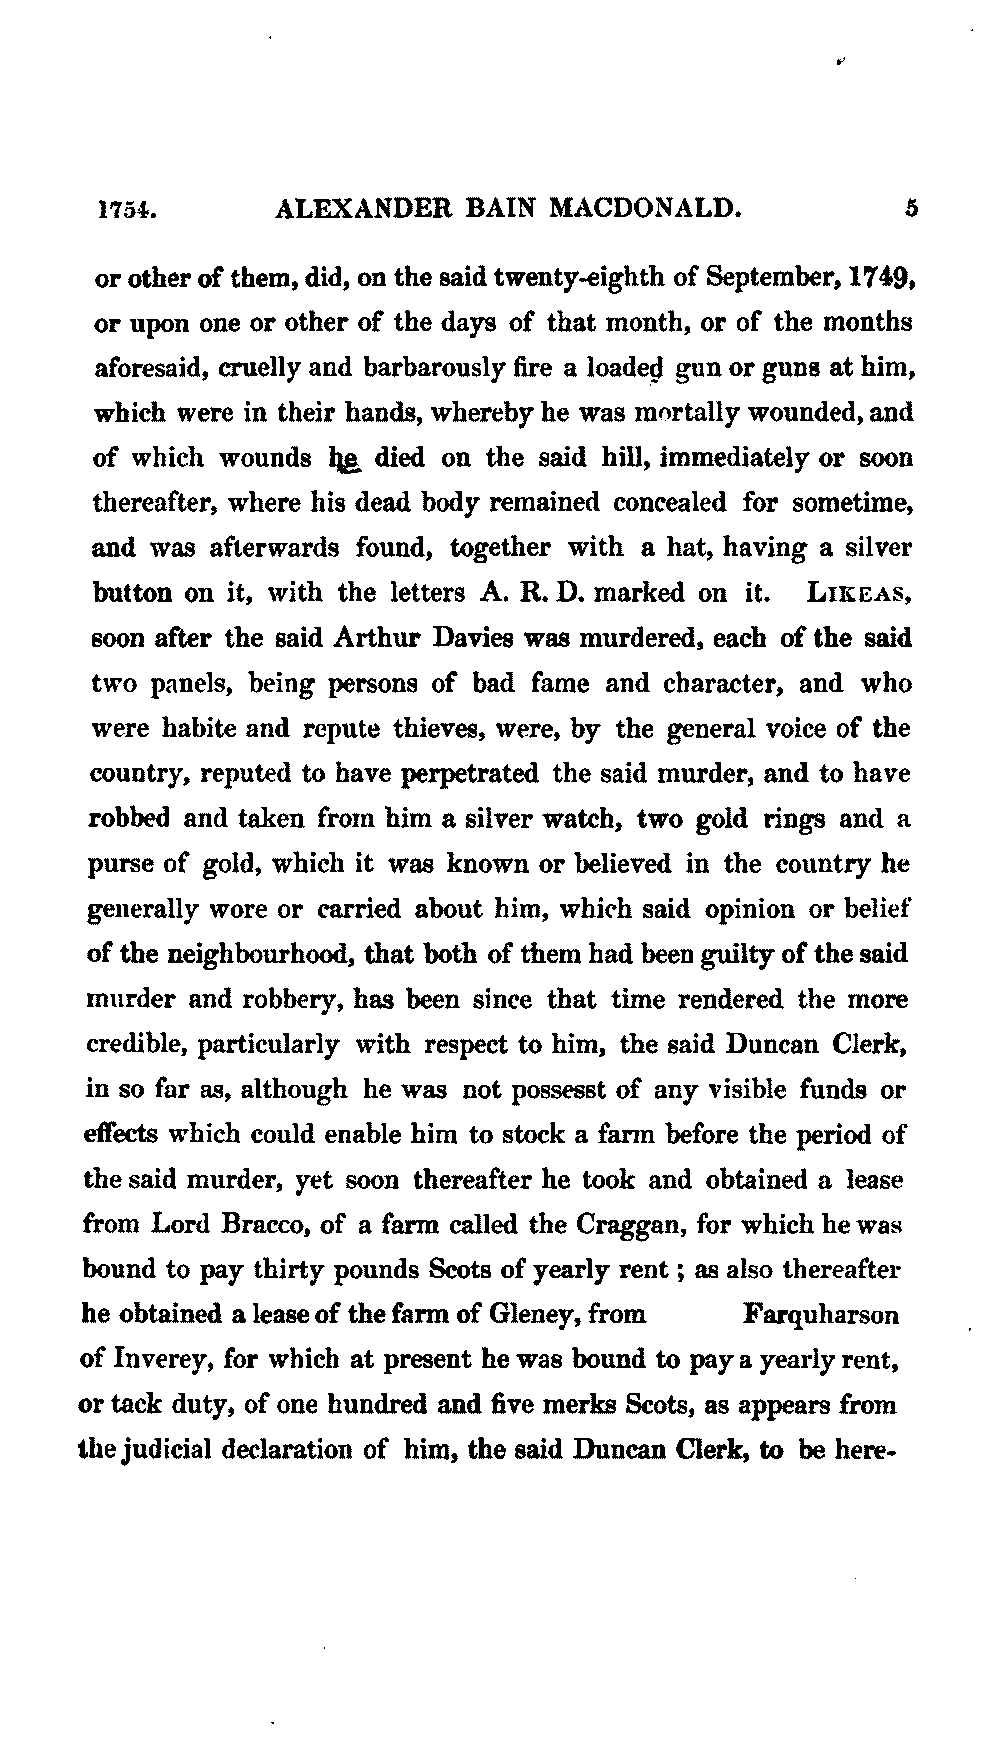 1754. ALEXANDER BAIN MACDONALD. 5
or other of them, did, on the said twenty-eighth of September, 1749,
or upon one or other of the days of that month, or of the months
aforesaid, cruelly and barbarously fire a loaded gun or guns at him,
which were in their hands, whereby he was mortally wounded, and
of which wounds he died on the said hill, immediately or soon
thereafter, where his dead body remained concealed for sometime,
and was afterwards found, together with a hat, having a silver
button on it, with the letters A. R. D. marked on it. LIKEAS,
soon after the said Arthur Davies was murdered, each of the said
two panels, being persons of bad fame and character, and who
were habite and repute thieves, were, by the general voice of the
country, reputed to have perpetrated the said murder, and to have
robbed and taken from him a silver watch, two gold rings and a
purse of gold, which it was known or believed in the country he
generally wore or carried about him, which said opinion or belief
of the neighbourhood, that both of them had been guilty of the said
murder and robbery, has been since that time rendered the more
credible, particularly with respect to him, the said Duncan Clerk,
in so far as, although he was not possesst of any visible funds or
effects which could enable him to stock a farm before the period of
the said murder, yet soon thereafter he took and obtained a lease
from Lord Bracco, of a farm called the Craggan, for which he was
bound to pay thirty pounds Scots of yearly rent ; as also thereafter
he obtained a lease of the farm of Gleney, from Farquharson
of Inverey, for which at present he was bound to pay a yearly rent,
or tack duty, of one hundred and five merks Scots, as appears from
the judicial declaration of him, the said Duncan Clerk, to be here-